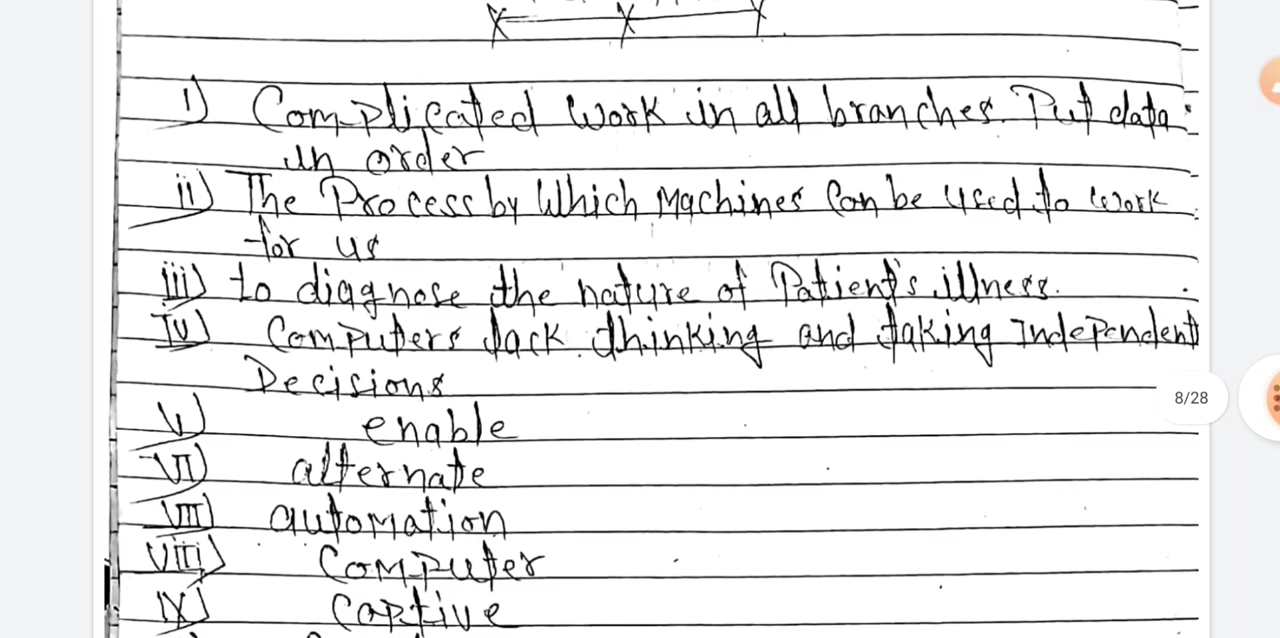 i) Complicated work in all branches. Put data
in order
ii) The Process by Which Machines Can be used to work
for us
iii) to diagnose the nature of Patient's illness.
IV) Computers lack thinking and taking Independent
Decisions
V) enable
VI) alternate
VII) automation
viii) Computer
IX) Captive
8/28